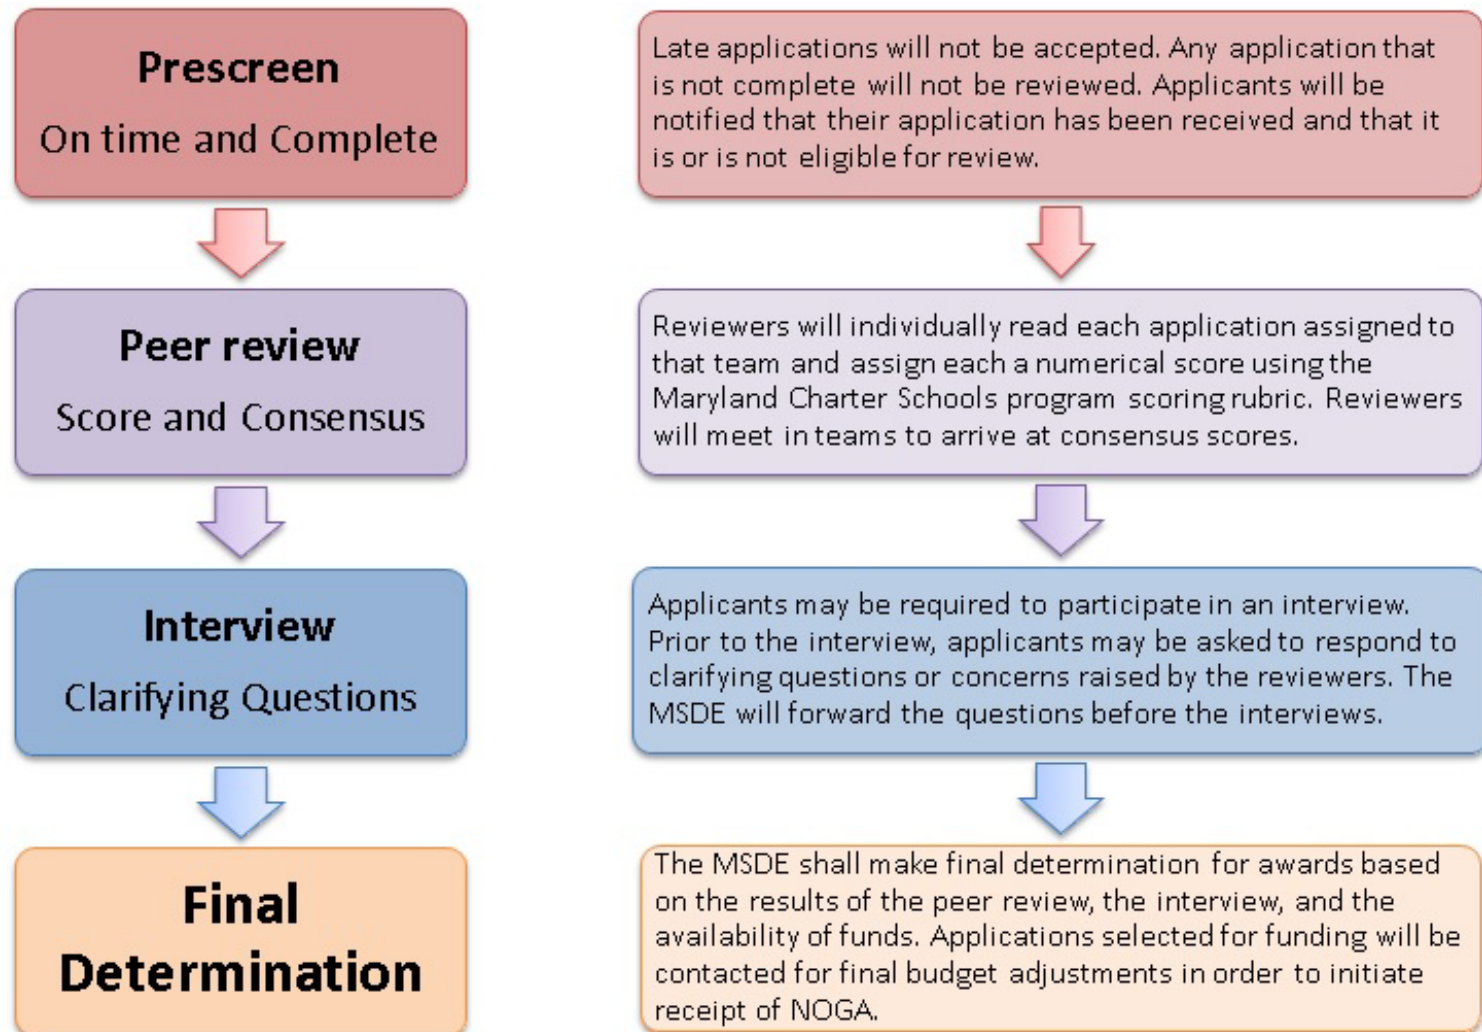 Prescreen
On time and Complete
Late applications will not be accepted. Any application that
is not complete will not be reviewed. Applicants will be
notified that their application has been received and that it
is or is not eligible for review.
Peer review
Score and Consensus
Reviewers will individually read each application assigned to
that team and assign each a numerical score using the
Maryland Charter Schools program scoring rubric. Reviewers
will meet in teams to arrive at consensus scores.
Interview
Clarifying Questions
Applicants may be required to participate in an interview.
Prior to the interview, applicants may be asked to respond to
clarifying questions or concerns raised by the reviewers. The
MSDE will forward the questions before the interviews.
Final
Determination
The MSDE shall make final determination for awards based
on the results of the peer review, the interview, and the
availability of funds. Applications selected for funding will be
contacted for final budget adjustments in order to initiate
receipt of NOGA.